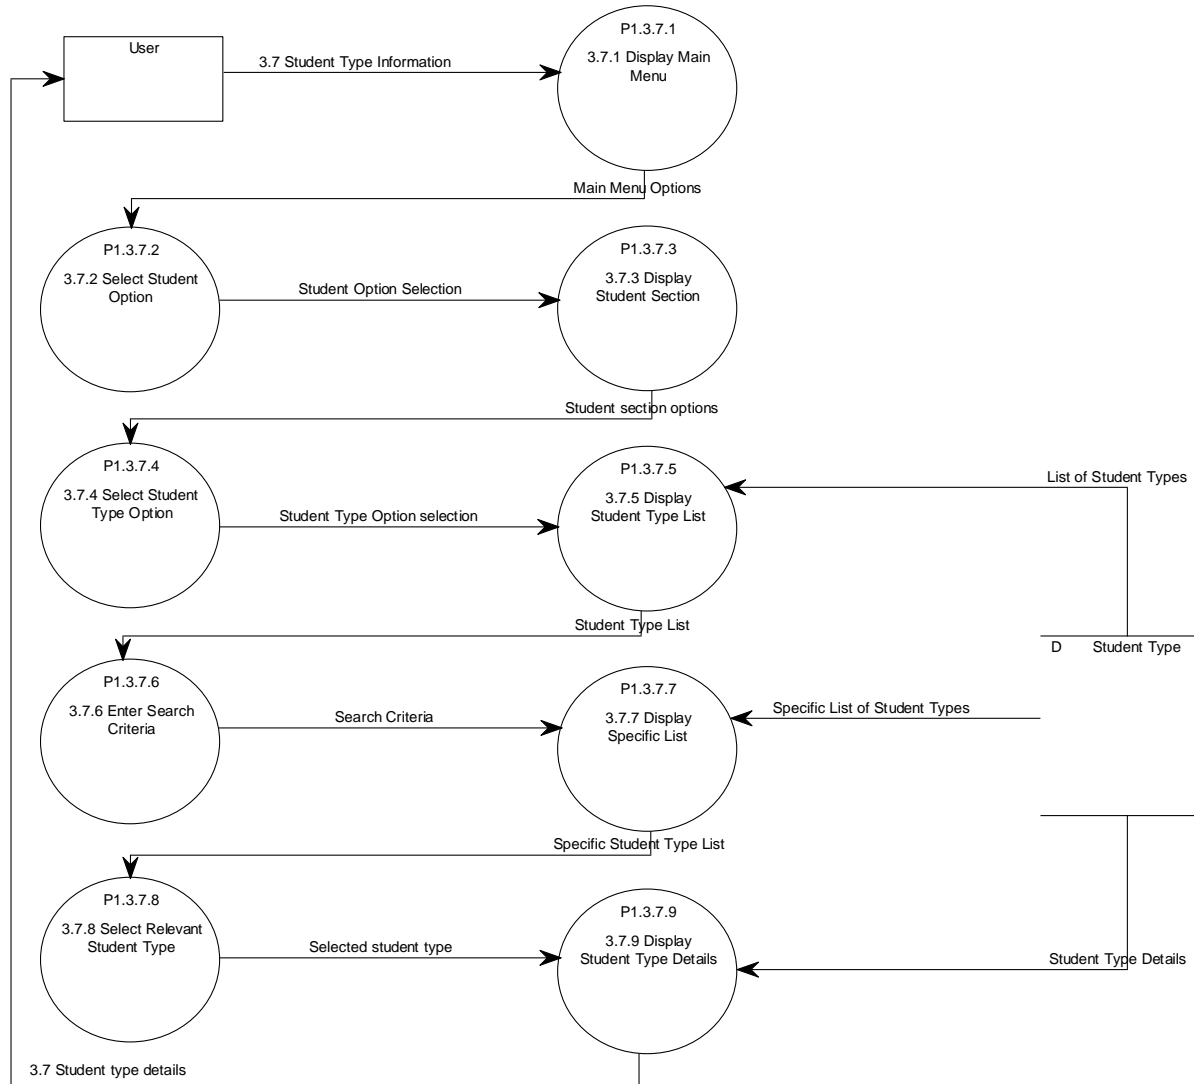 User
3.7 Student Type Information
P1.3.7.1
3.7.1 Display Main
Menu
Main Menu Options
P1.3.7.2
3.7.2 Select Student
Option
Student Option Selection
P1.3.7.3
3.7.3 Display
Student Section
Student section options
P1.3.7.4
3.7.4 Select Student
Type Option
Student Type Option selection
P1.3.7.5
3.7.5 Display
Student Type List
List of Student Types
Student Type List
D Student Type
P1.3.7.6
3.7.6 Enter Search
Criteria
Search Criteria
P1.3.7.7
3.7.7 Display
Specific List
Specific List of Student Types
Specific Student Type List
P1.3.7.8
3.7.8 Select Relevant
Student Type
Selected student type
P1.3.7.9
3.7.9 Display
Student Type Details
Student Type Details
3.7 Student type details